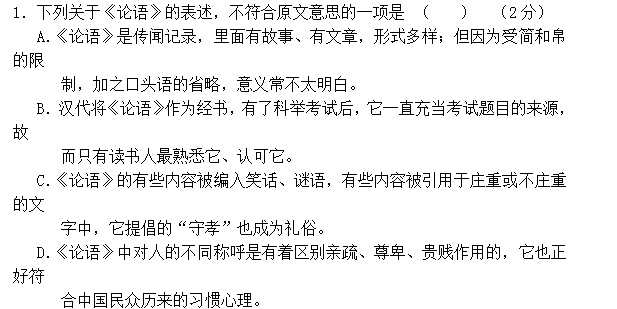 1. 下列关于《论语》的表述，不符合原文意思的一项是 （    ） （2分）
A.《论语》是传闻记录，里面有故事、有文章，形式多样；但因为受简和帛
的限
制，加之口头语的省略，意义常不太明白。
B. 汉代将《论语》作为经书，有了科举考试后，它一直充当考试题目的来源，
故
而只有读书人最熟悉它、认可它。
C.《论语》的有些内容被编入笑话、谜语，有些内容被引用于庄重或不庄重
的文
字中，它提倡的“守孝”也成为礼俗。
D.《论语》中对人的不同称呼是有着区别亲疏、尊卑、贵贱作用的，它也正
好符
合中国民众历来的习惯心理。